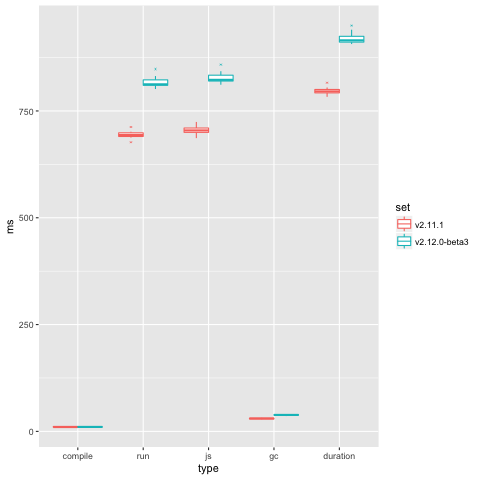 750
500
250
0
ms
compile run js gc duration
type
set
v2.11.1
v2.12.0-beta3